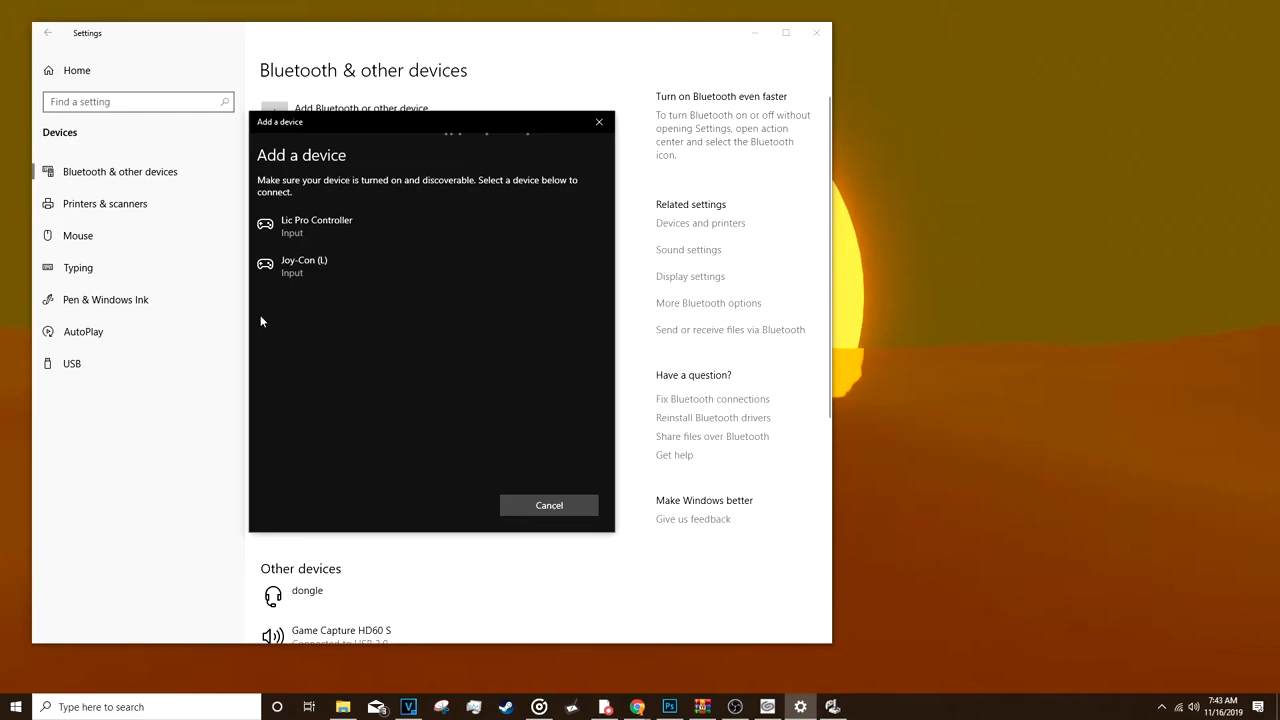 Settings
Home
Find a setting
Devices
Bluetooth & other devices
Printers & scanners
Mouse
Typing
Pen & Windows Ink
AutoPlay
USB
Bluetooth & other devices
Add Bluetooth or other device
Add a device
Add a device
Make sure your device is turned on and discoverable. Select a device below to
connect.
Lic Pro Controller
Input
Joy-Con (L)
Input
Cancel
Other devices
dongle
Game Capture HD60 S
Connected to USB 3.0
Turn on Bluetooth even faster
To turn Bluetooth on or off without
opening Settings, open action
center and select the Bluetooth
icon.
Related settings
Devices and printers
Sound settings
Display settings
More Bluetooth options
Send or receive files via Bluetooth
Have a question?
Fix Bluetooth connections
Reinstall Bluetooth drivers
Share files over Bluetooth
Get help
Make Windows better
Give us feedback
Type here to search
Ps
7:43 AM
11/16/2019